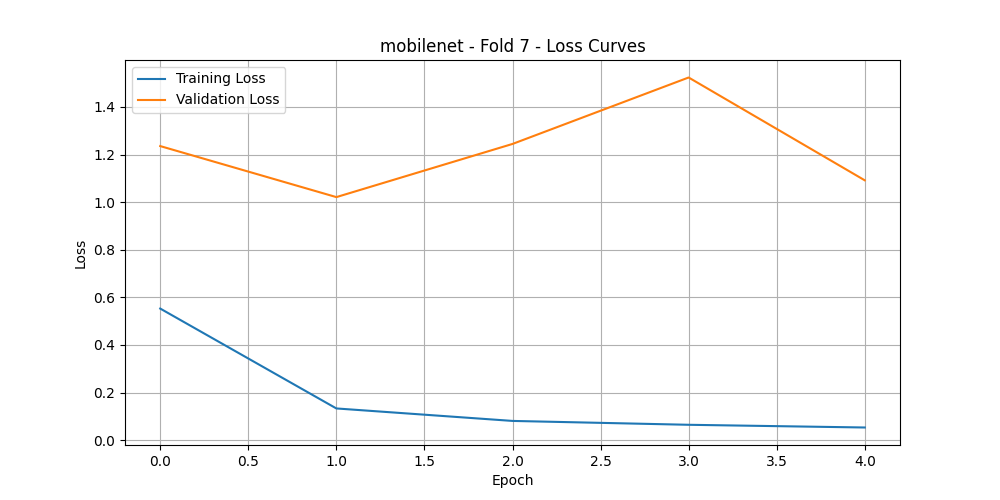 mobilenet - Fold 7 - Loss Curves
Training Loss
Validation Loss
1.4
1.2
1.0
0.8
0.6
0.4
0.2
0.0
Loss
0.0 0.5 1.0 1.5 2.0 2.5 3.0 3.5 4.0
Epoch